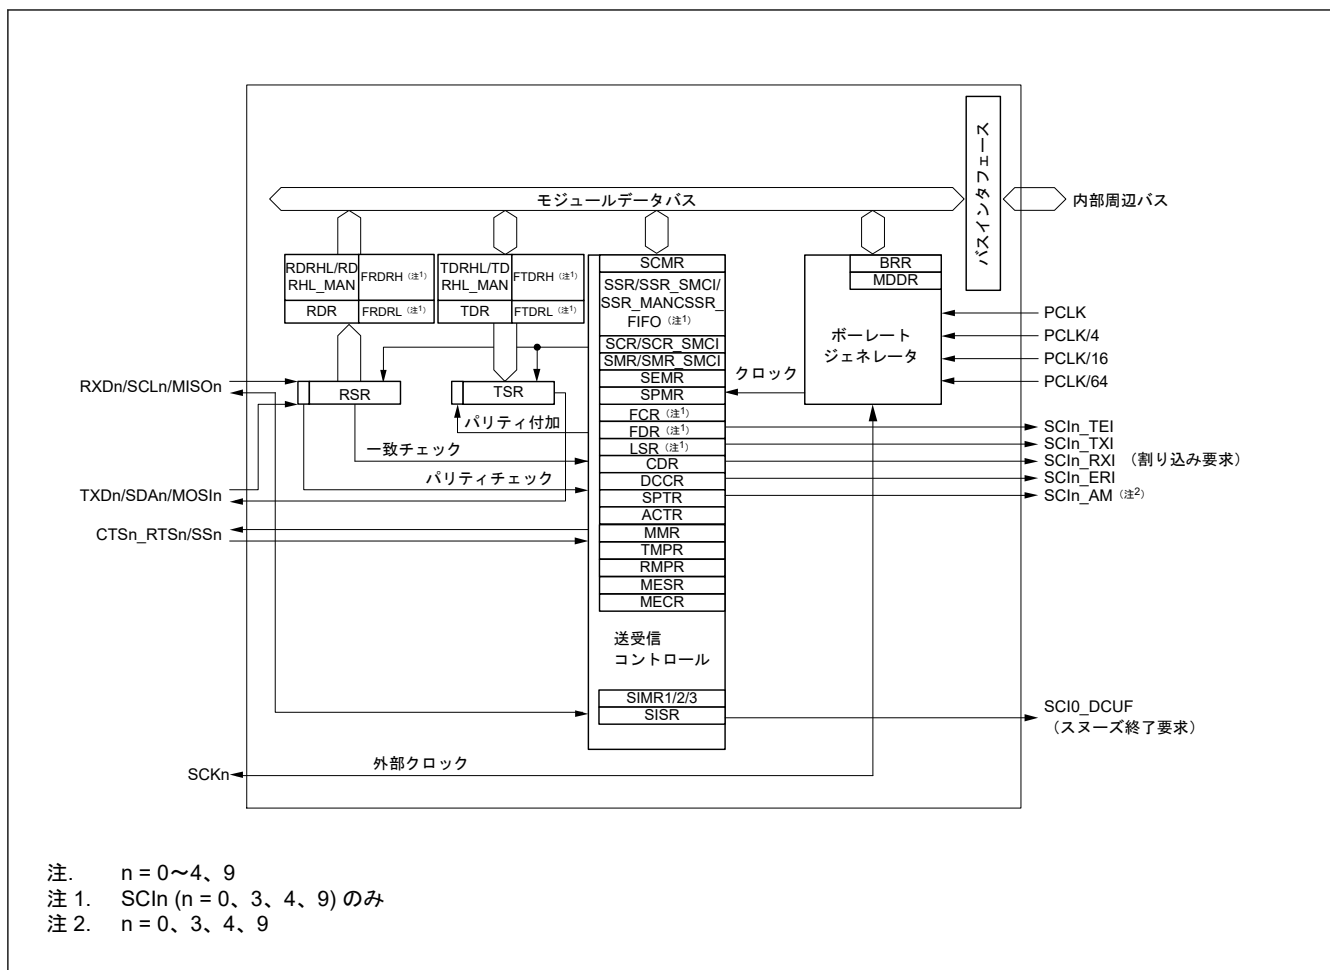 バスインタフェース
モジュールデータバス
内部周辺バス
RDRHL/RD
RHL_MAN
FRDRH (注1)
RDR
FRDRL (注1)
TDRHL/TD
RHL_MAN
FTDRH (注1)
TDR
FTDRL (注1)
SCMR
SSR/SSR_SMCI/
SSR_MANCSSR_
FIFO (注1)
SCR/SCR_SMCI
SMR/SMR_SMCI
SEMR
SPMR
FCR (注1)
FDR (注1)
LSR (注1)
CDR
DCCR
SPTR
ACTR
MMR
TMPR
RMPR
MESR
MECR
送受信
コントロール
SIMR1/2/3
SISR
BRR
MDDR
ボーレート
ジェネレータ
クロック
PCLK
PCLK/4
PCLK/16
PCLK/64
RXDn/SCLn/MISOn
RSR
TSR
パリティ付加
一致チェック
パリティチェック
TXDn/SDAn/MOSIn
CTSn_RTSn/SSn
SCIn_TEI
SCIn_TXI
SCIn_RXI (割り込み要求)
SCIn_ERI
SCIn_AM (注2)
SCI0_DCUF
(スヌーズ終了要求)
外部クロック
SCKn
注. n = 0~4、9
注 1. SCIn (n = 0、3、4、9) のみ
注 2. n = 0、3、4、9